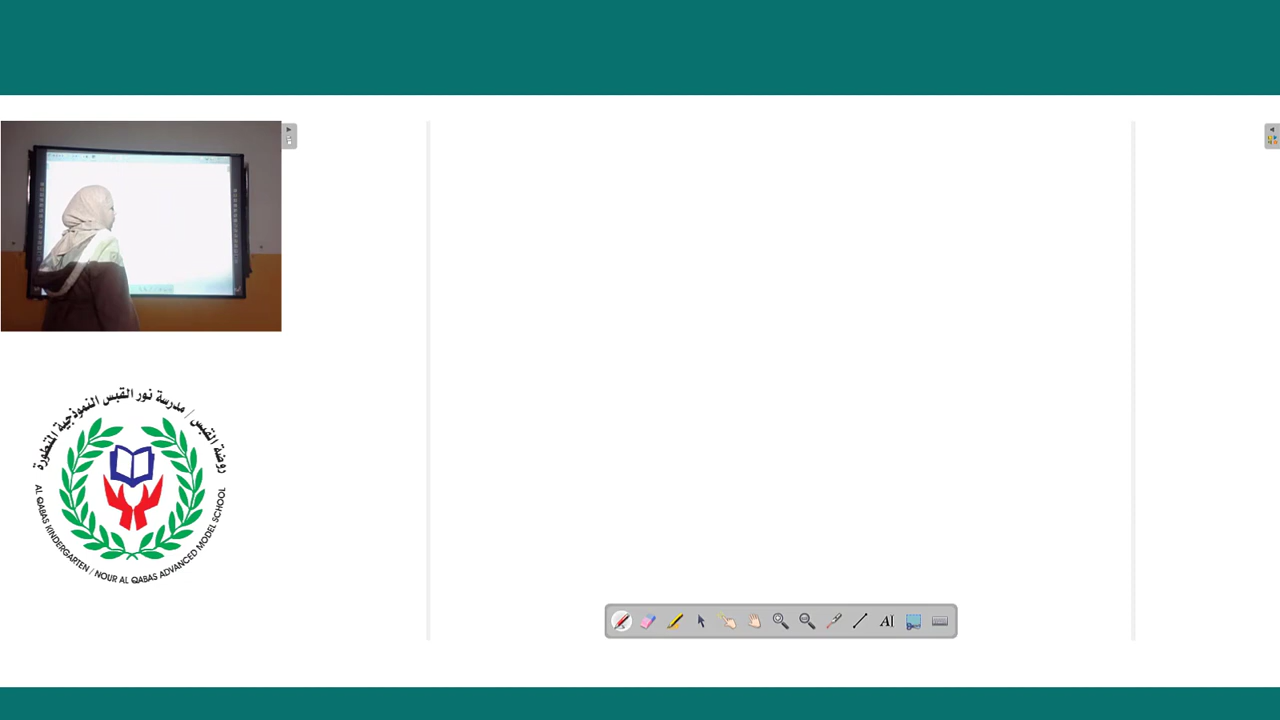 روضة القبس / مدرسة نور القبس النموذجية المتطورة
AL QABAS KINDERGARTEN / NOUR AL QABAS ADVANCED MODEL SCHOOL
AI